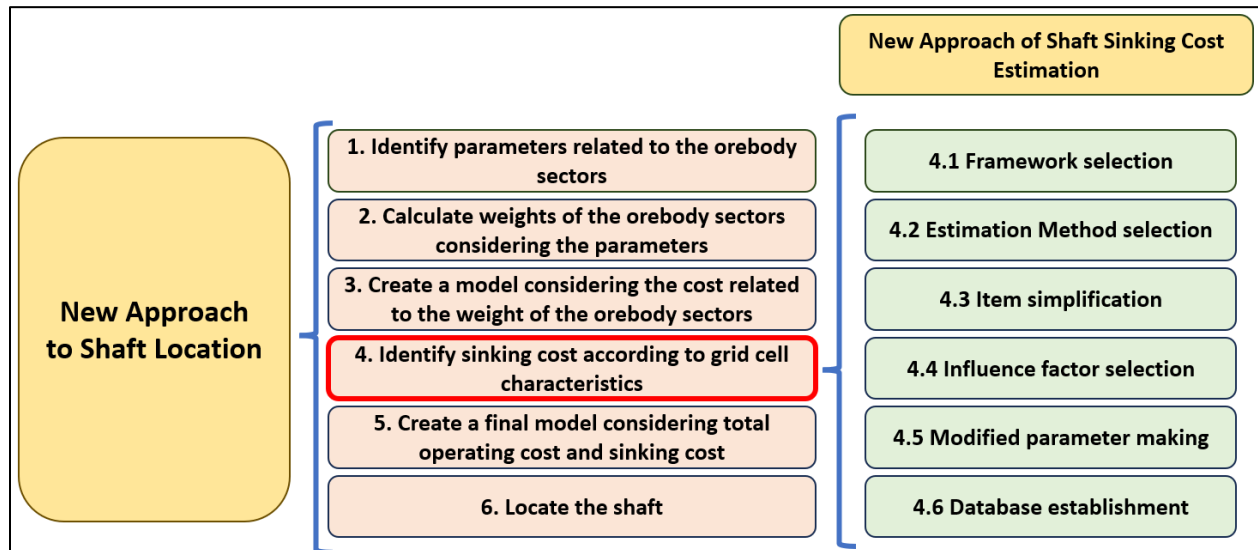 New Approach of Shaft Sinking Cost
Estimation
New Approach
to Shaft Location
1. Identify parameters related to the orebody
sectors
2. Calculate weights of the orebody sectors
considering the parameters
3. Create a model considering the cost related
to the weight of the orebody sectors
4. Identify sinking cost according to grid cell
characteristics
5. Create a final model considering total
operating cost and sinking cost
6. Locate the shaft
4.1 Framework selection
4.2 Estimation Method selection
4.3 Item simplification
4.4 Influence factor selection
4.5 Modified parameter making
4.6 Database establishment